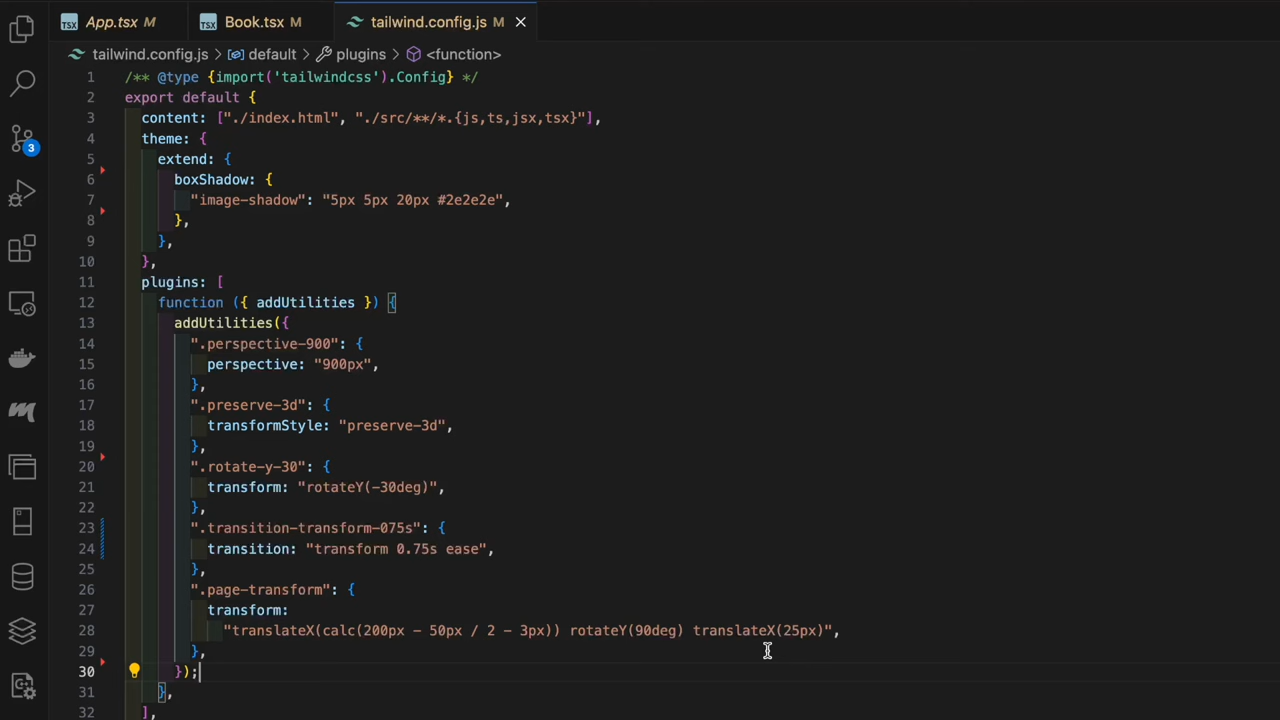 TSX App.tsx M TSX Book.tsx M tailwind.config.js M ×
tailwind.config.js > default > plugins > <function>
1 /** @type {import('tailwindcss').Config} */
2 export default {
3 content: ["./index.html", "./src/**/*.{js,ts,jsx,tsx}"],
4 theme: {
5 extend: {
6 boxShadow: {
7 "image-shadow": "5px 5px 20px #2e2e2e",
8 },
9 },
10 },
11 plugins: [
12 function ({ addUtilities }) {
13 addUtilities({
14 ".perspective-900": {
15 perspective: "900px",
16 },
17 ".preserve-3d": {
18 transformStyle: "preserve-3d",
19 },
20 ".rotate-y-30": {
21 transform: "rotateY(-30deg)",
22 },
23 ".transition-transform-075s": {
24 transition: "transform 0.75s ease",
25 },
26 ".page-transform": {
27 transform:
28 "translateX(calc(200px - 50px / 2 - 3px)) rotateY(90deg) translateX(25px)",
29 },
30 });
31 },
32 ],
3